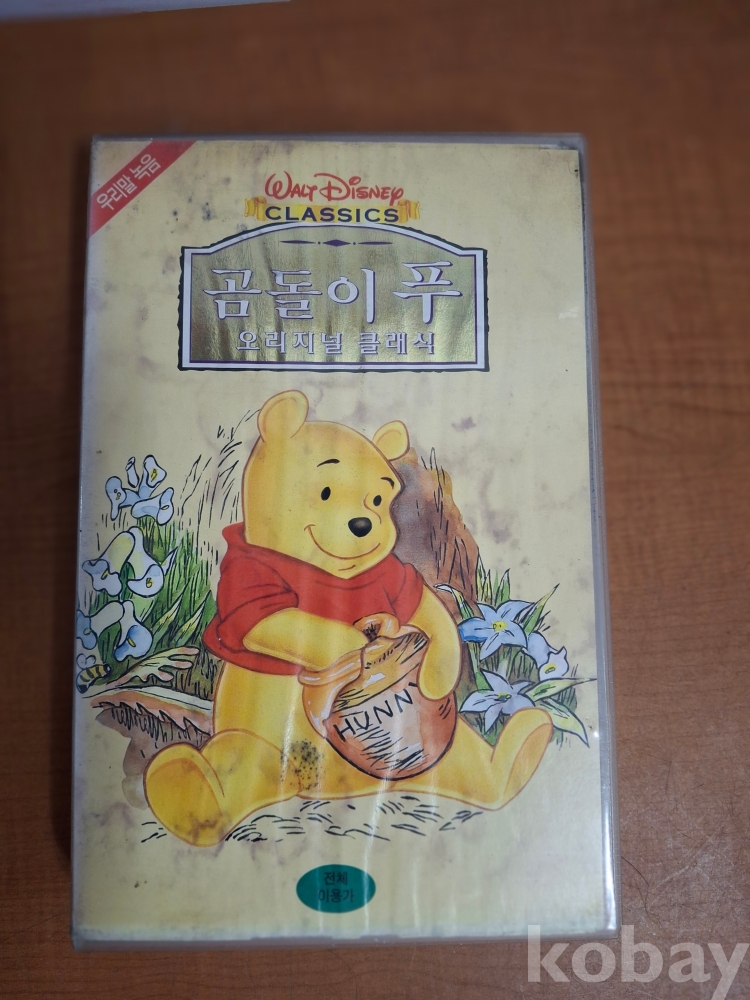 우리말 녹음
WALT DISNEY
CLASSICS
곰돌이 푸
오리지널 클래식
HUNNY
전체
이용가
kobay